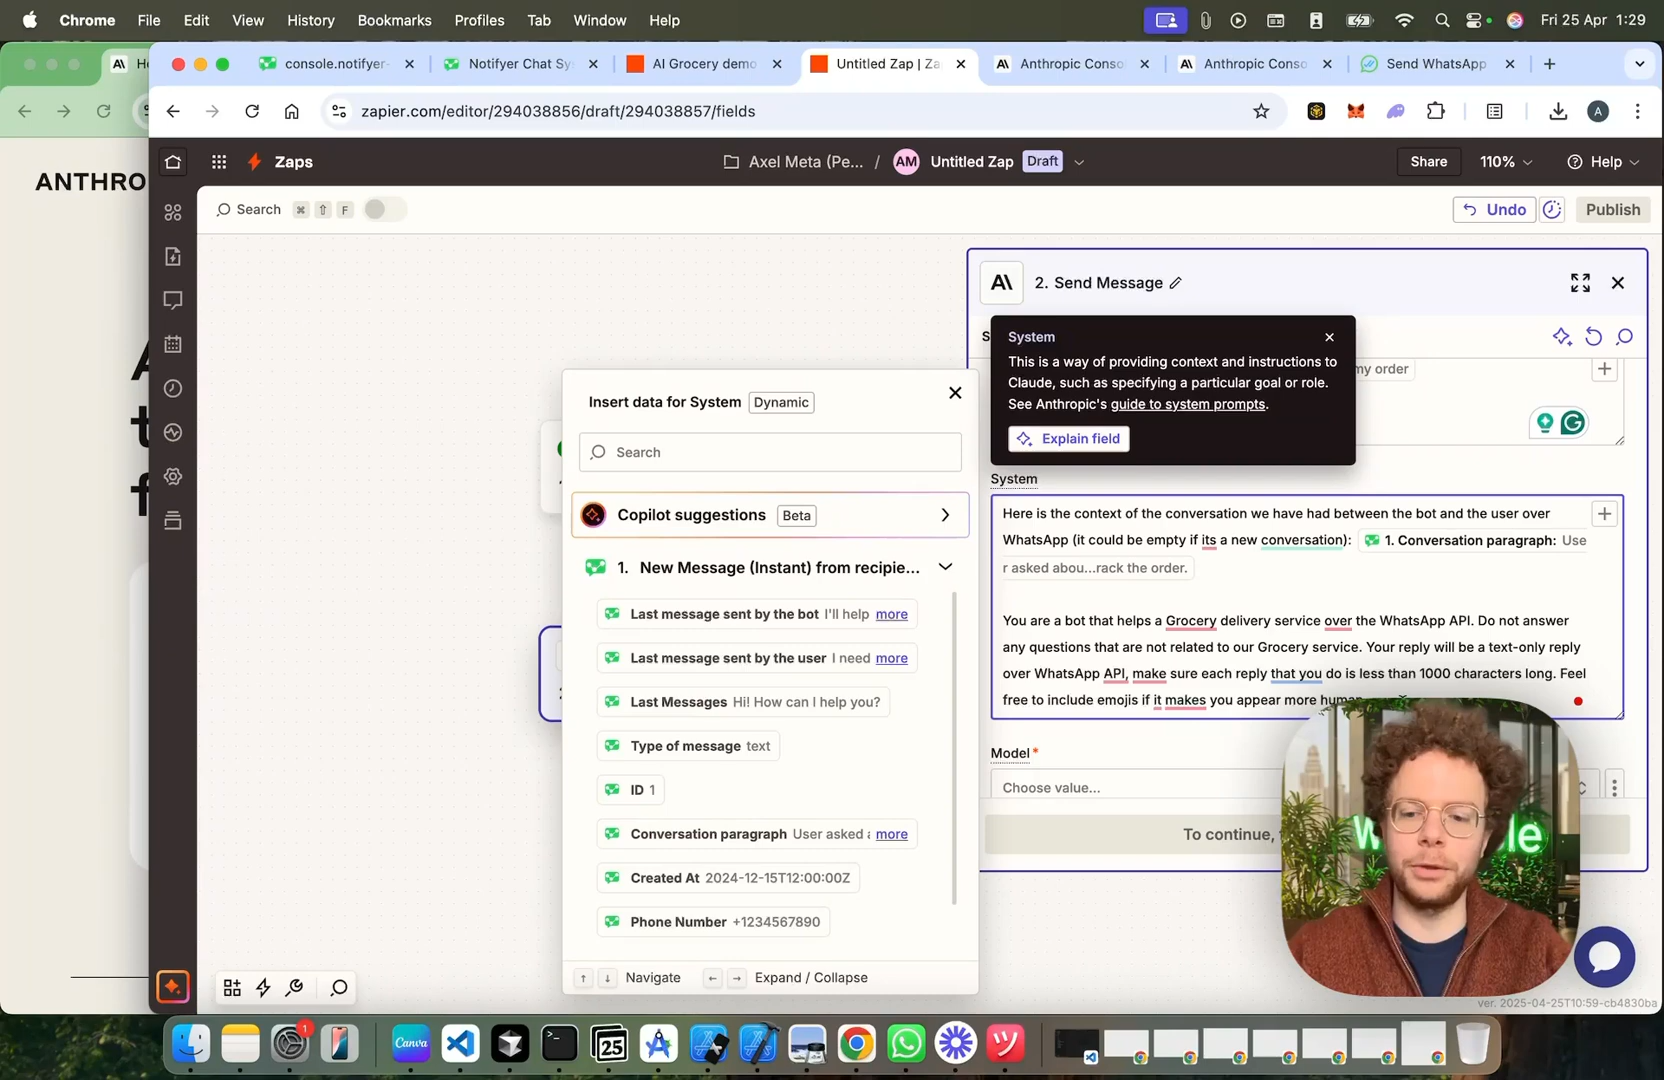 Chrome File Edit View History Bookmarks Profiles Tab Window Help Fri 25 Apr 1:29
console.notifyer- Notifyer Chat Sy AI Grocery demo Untitled Zap | Za Anthropic Conso Anthropic Conso Send WhatsApp
zapier.com/editor/294038856/draft/294038857/fields A
ANTHRO
Zaps Axel Meta (Pe... / AM Untitled Zap Draft Share 110% Help
Search ⌘ ⇧ F Undo Publish
2. Send Message
System
This is a way of providing context and instructions to
Claude, such as specifying a particular goal or role.
See Anthropic's guide to system prompts.
Explain field
my order
Insert data for System Dynamic
Search
Copilot suggestions Beta
1. New Message (Instant) from recipie...
Last message sent by the bot I'll help more
Last message sent by the user I need more
Last Messages Hi! How can I help you?
Type of message text
ID 1
Conversation paragraph User asked more
Created At 2024-12-15T12:00:00Z
Phone Number +1234567890
↑ ↓ Navigate ← → Expand / Collapse
System
Here is the context of the conversation we have had between the bot and the user over
WhatsApp (it could be empty if its a new conversation): 1. Conversation paragraph: Use
r asked abou...rack the order.
You are a bot that helps a Grocery delivery service over the WhatsApp API. Do not answer
any questions that are not related to our Grocery service. Your reply will be a text-only reply
over WhatsApp API, make sure each reply that you do is less than 1000 characters long. Feel
free to include emojis if it makes you appear more human
Model *
Choose value...
To continue,
ver. 2025-04-25T10:59-cb4830ba
1
Canva
25